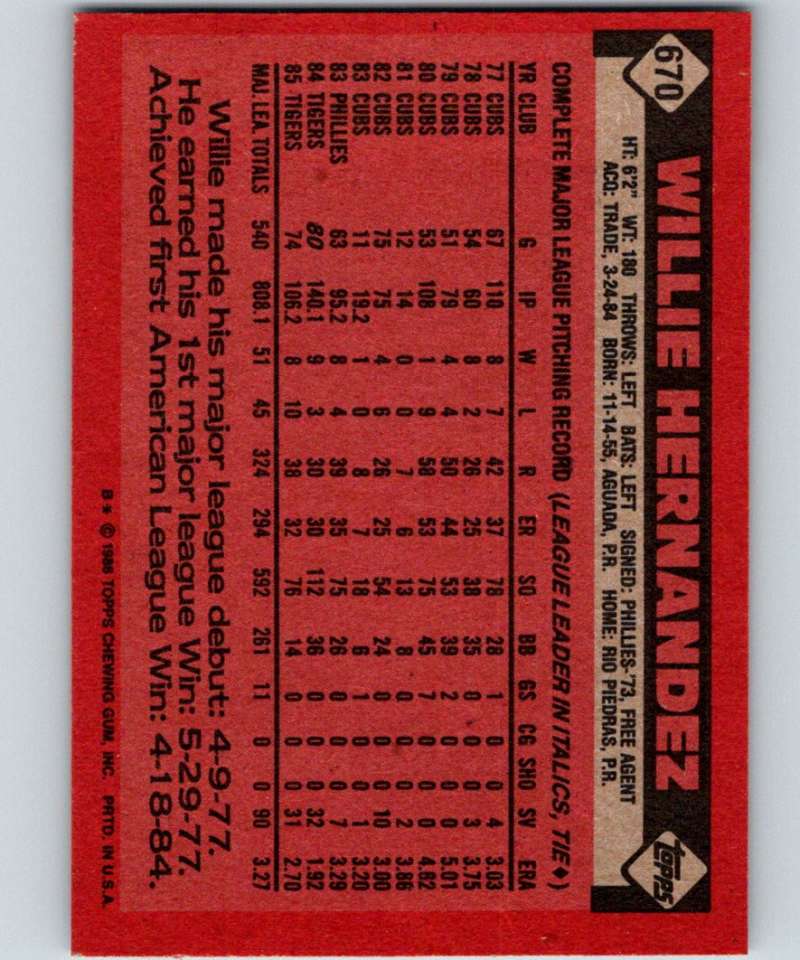 670
WILLIE HERNANDEZ
topps
HT: 6'2" WT: 180 THROWS: LEFT BATS: LEFT SIGNED: PHILLIES-'73, FREE AGENT
ACQ: TRADE, 3-24-84 BORN: 11-14-55, AGUADA, P.R. HOME: RIO PIEDRAS, P.R.
COMPLETE MAJOR LEAGUE PITCHING RECORD (LEAGUE LEADER IN ITALICS, TIE♦)
YR CLUB G IP W L R ER SO BB GS CG SHO SV ERA
77 CUBS 67 110 8 7 42 37 78 28 1 0 0 4 3.03
78 CUBS 54 60 8 2 26 25 38 35 0 0 0 3 3.75
79 CUBS 51 79 4 4 50 44 53 39 2 0 0 0 5.01
80 CUBS 53 108 1 9 58 53 75 45 7 0 0 0 4.82
81 CUBS 12 14 0 0 7 6 13 8 0 0 0 2 3.86
82 CUBS 75 75 4 6 26 25 54 24 0 0 0 10 3.00
83 CUBS 11 19.2 1 0 8 7 18 6 1 0 0 1 3.20
83 PHILLIES 63 95.2 8 4 39 35 75 26 0 0 0 7 3.29
84 TIGERS 80 140.1 9 3 30 30 112 36 0 0 0 32 1.92
85 TIGERS 74 106.2 8 10 38 32 76 14 0 0 0 31 2.70
MAJ. LEA. TOTALS 540 808.1 51 45 324 294 592 261 11 0 0 90 3.27
Willie made his major league debut: 4-9-77.
He earned his 1st major league Win: 5-29-77.
Achieved first American League Win: 4-18-84.
B* © 1986 TOPPS CHEWING GUM, INC. PRTD. IN U.S.A.